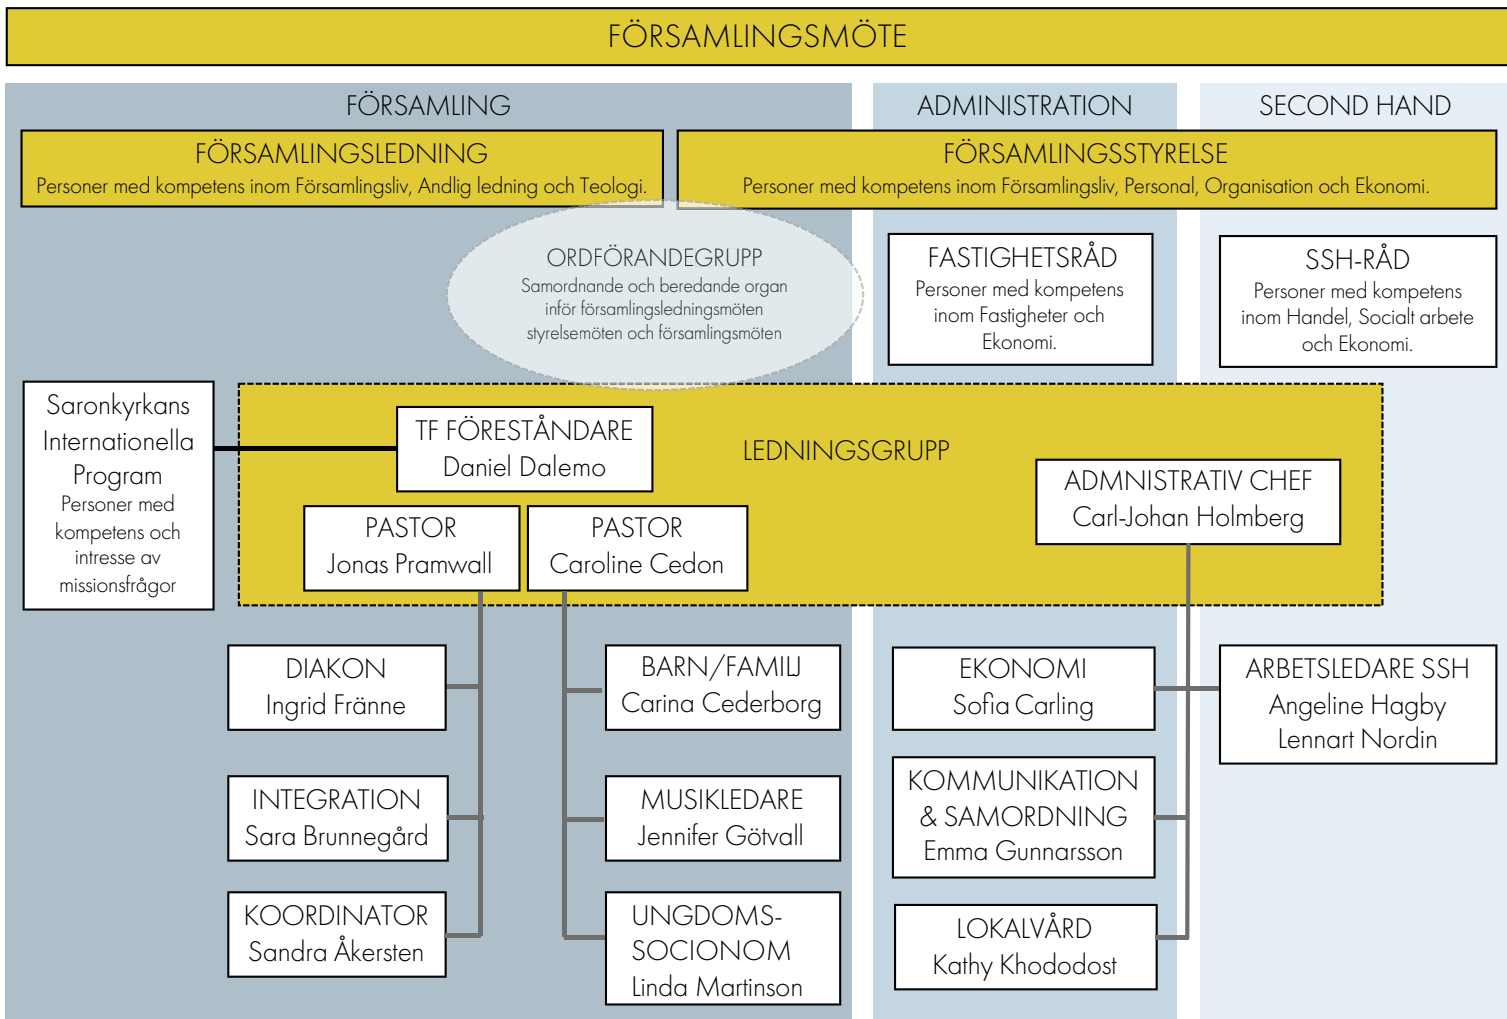 FÖRSAMLINGSMÖTE
FÖRSAMLING
ADMINISTRATION
SECOND HAND
FÖRSAMLINGSLEDNING
Personer med kompetens inom Församlingsliv, Andlig ledning och Teologi.
FÖRSAMLINGSSTYRELSE
Personer med kompetens inom Församlingsliv, Personal, Organisation och Ekonomi.
ORDFÖRANDEGRUPP
Samordnande och beredande organ
inför församlingsledningsmöten
styrelsemöten och församlingsmöten
FASTIGHETSRÅD
Personer med kompetens
inom Fastigheter och
Ekonomi.
SSH-RÅD
Personer med kompetens
inom Handel, Socialt arbete
och Ekonomi.
Saronkyrkans
Internationella
Program
Personer med
kompetens och
intresse av
missionsfrågor
TF FÖRESTÅNDARE
Daniel Dalemo
LEDNINGSGRUPP
ADMNISTRATIV CHEF
Carl-Johan Holmberg
PASTOR
Jonas Pramwall
PASTOR
Caroline Cedon
DIAKON
Ingrid Fränne
BARN/FAMILJ
Carina Cederborg
EKONOMI
Sofia Carling
ARBETSLEDARE SSH
Angeline Hagby
Lennart Nordin
INTEGRATION
Sara Brunnegård
MUSIKLEDARE
Jennifer Götvall
KOMMUNIKATION
& SAMORDNING
Emma Gunnarsson
KOORDINATOR
Sandra Åkersten
UNGDOMS-
SOCIONOM
Linda Martinson
LOKALVÅRD
Kathy Khododost